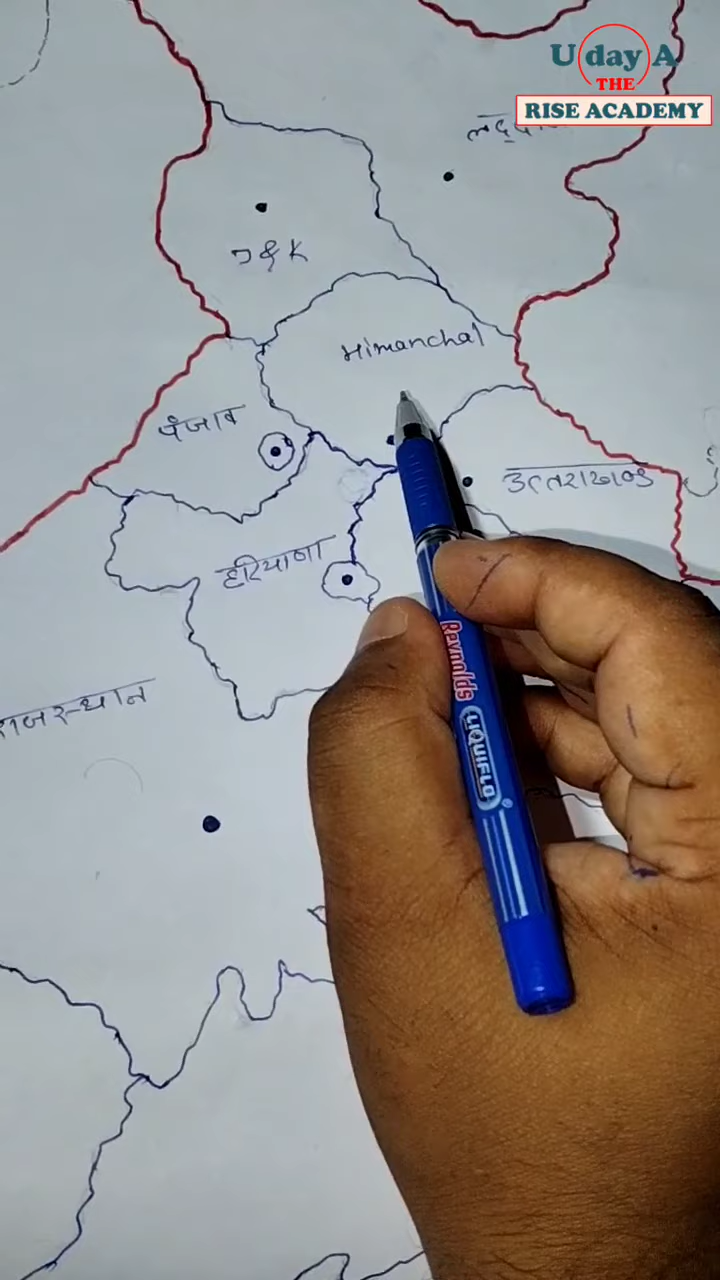 Uday A
THE
RISE ACADEMY
J & K
Himanchal
पंजाब
उत्तराखण्ड
हरियाणा
राजस्थान
Reynolds
LIQUIFLO